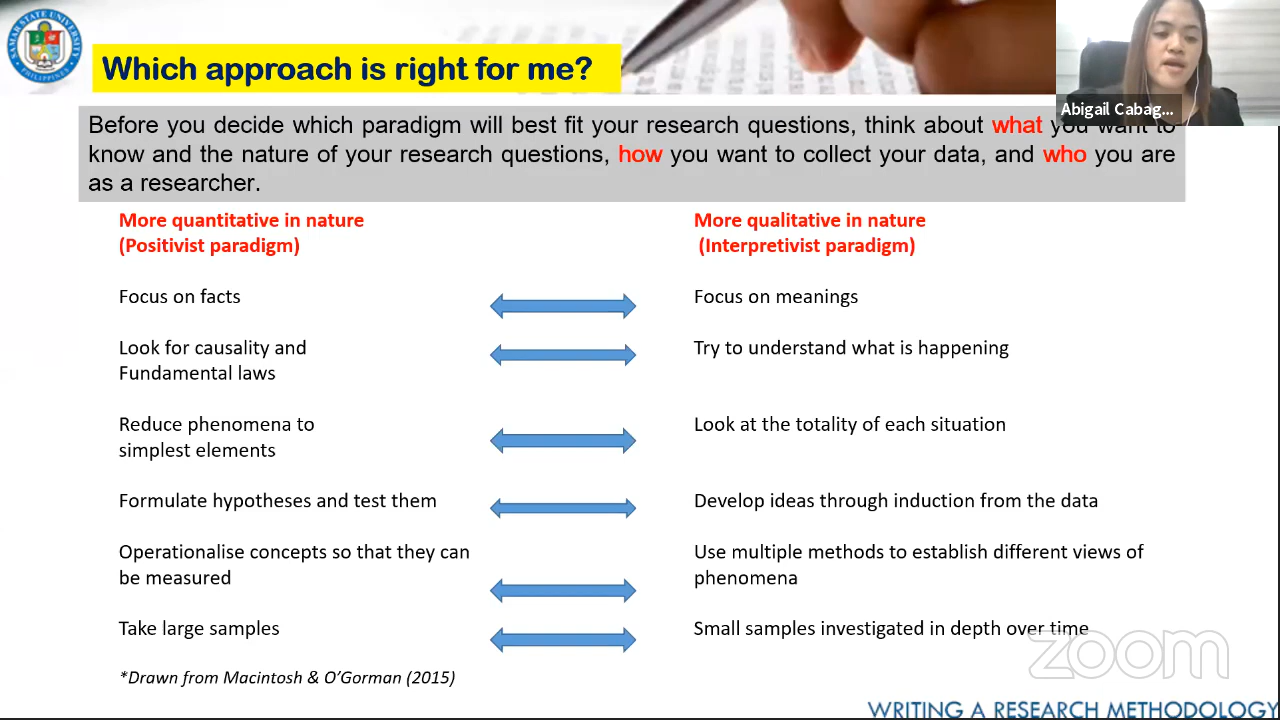 SAMAR STATE UNIVERSITY
PHILIPPINES
Which approach is right for me?
Abigail Cabag...
Before you decide which paradigm will best fit your research questions, think about what you want to
know and the nature of your research questions, how you want to collect your data, and who you are
as a researcher.
More quantitative in nature
(Positivist paradigm)
More qualitative in nature
(Interpretivist paradigm)
Focus on facts
Focus on meanings
Look for causality and
Fundamental laws
Try to understand what is happening
Reduce phenomena to
simplest elements
Look at the totality of each situation
Formulate hypotheses and test them
Develop ideas through induction from the data
Operationalise concepts so that they can
be measured
Use multiple methods to establish different views of
phenomena
Take large samples
Small samples investigated in depth over time
zoom
*Drawn from Macintosh & O'Gorman (2015)
WRITING A RESEARCH METHODOLOGY